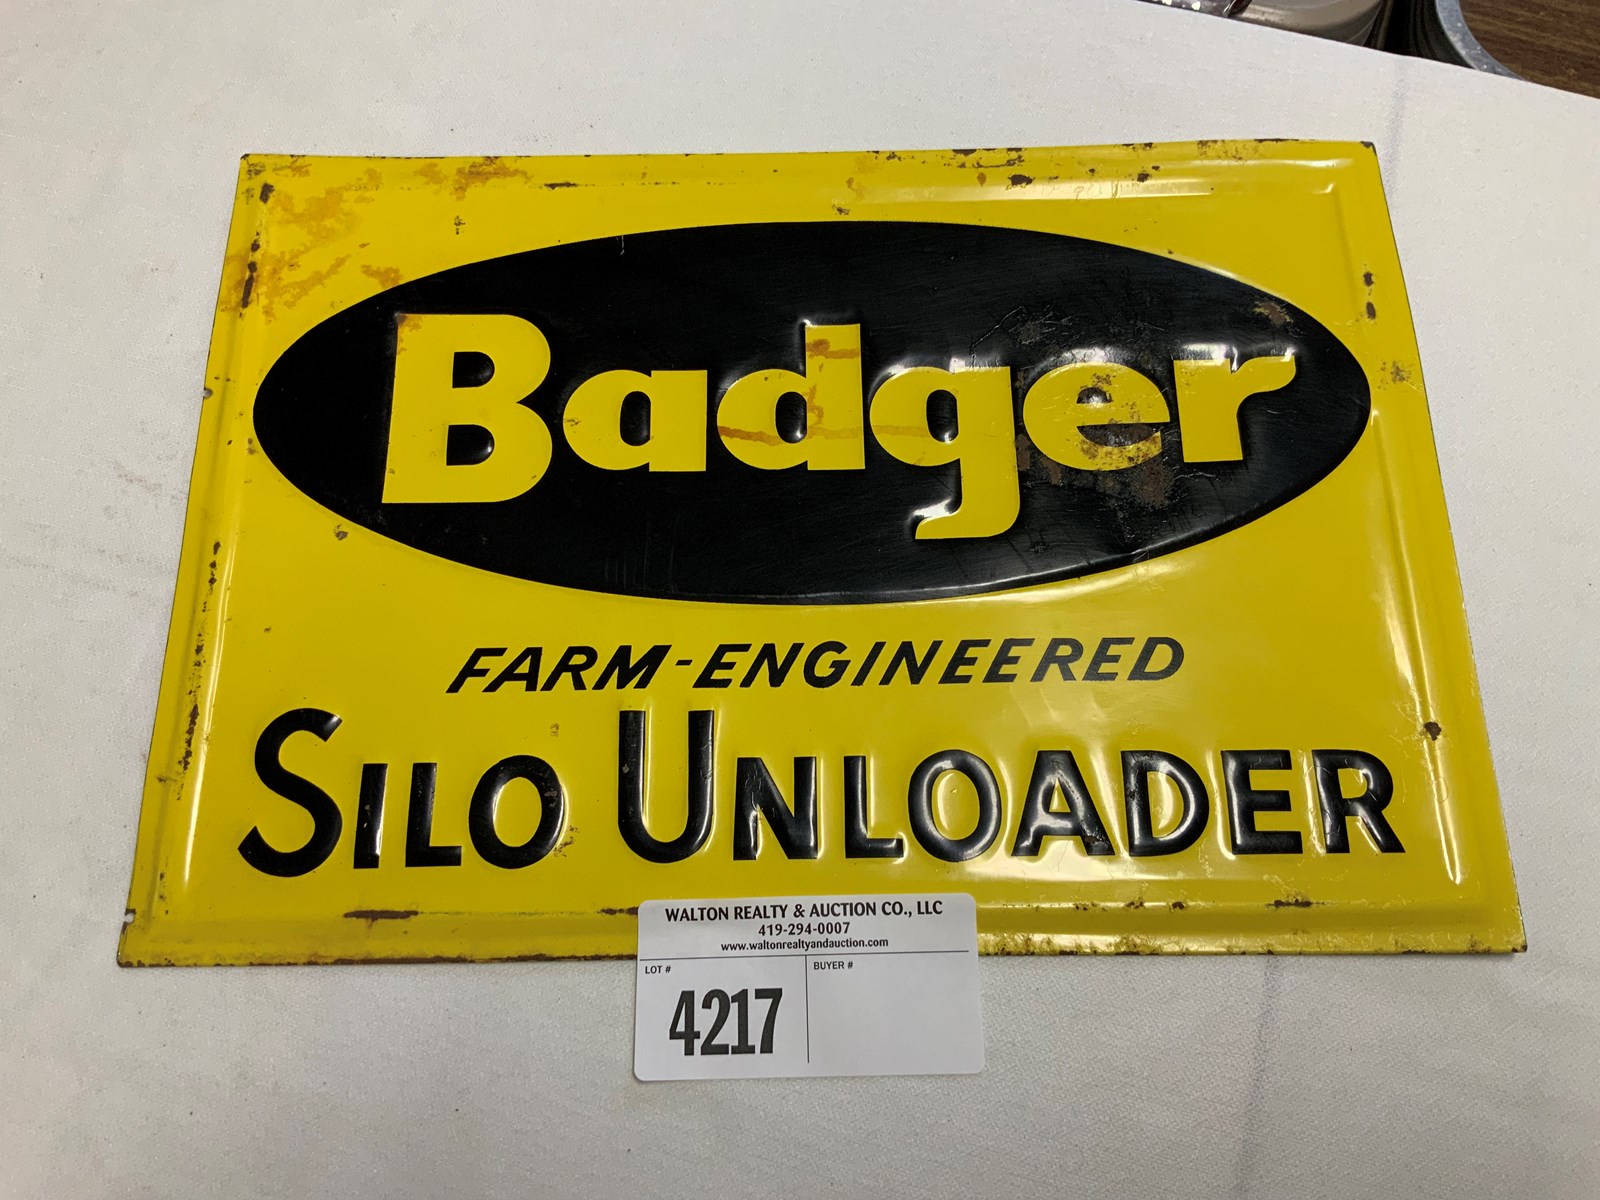 Badger
FARM-ENGINEERED
SILO UNLOADER
WALTON REALTY & AUCTION CO., LLC
419-294-0007
www.waltonrealtyandauction.com
LOT # BUYER #
4217